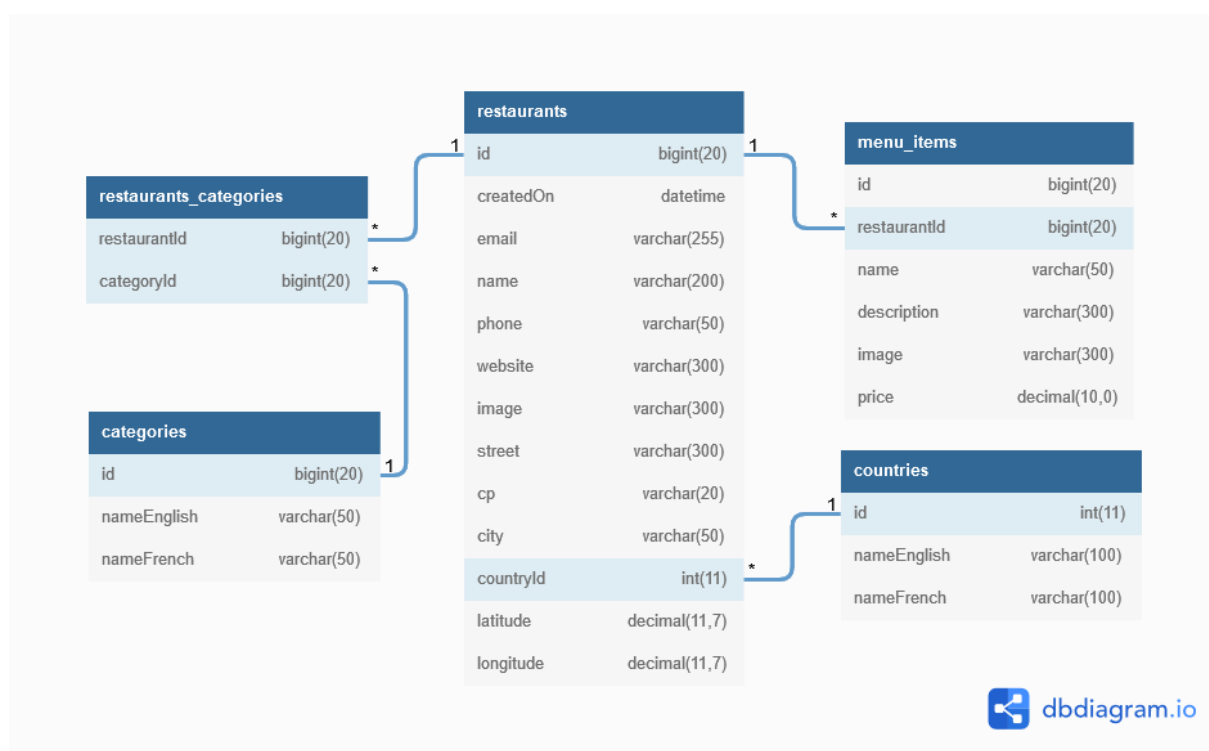 restaurants_categories
restaurantId bigint(20)
categoryId bigint(20)
categories
id bigint(20)
nameEnglish varchar(50)
nameFrench varchar(50)
restaurants
id bigint(20)
createdOn datetime
email varchar(255)
name varchar(200)
phone varchar(50)
website varchar(300)
image varchar(300)
street varchar(300)
cp varchar(20)
city varchar(50)
countryId int(11)
latitude decimal(11,7)
longitude decimal(11,7)
menu_items
id bigint(20)
restaurantId bigint(20)
name varchar(50)
description varchar(300)
image varchar(300)
price decimal(10,0)
countries
id int(11)
nameEnglish varchar(100)
nameFrench varchar(100)
1
*
*
1
1
*
1
*
dbdiagram.io